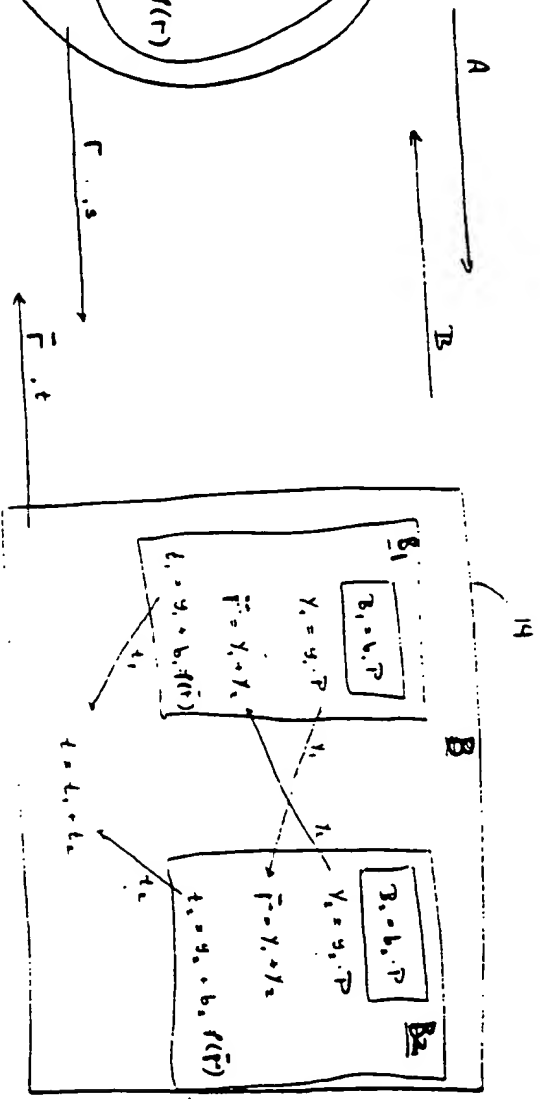 f(Γ)
A
B
Γ, s
Γ̄, t
14
B
B1
B₁ = b₁·P
Y₁ = y₁·P
Γ̄ = Y₁ + Y₂
t₁ = y₁ + b₁·f(Γ̄)
Y₁
Y₂
t₁
t = t₁ + t₂
t₂
B₂ = b₂·P
Y₂ = y₂·P
Γ̄ = Y₁ + Y₂
t₂ = y₂ + b₂ f(Γ̄)
B2